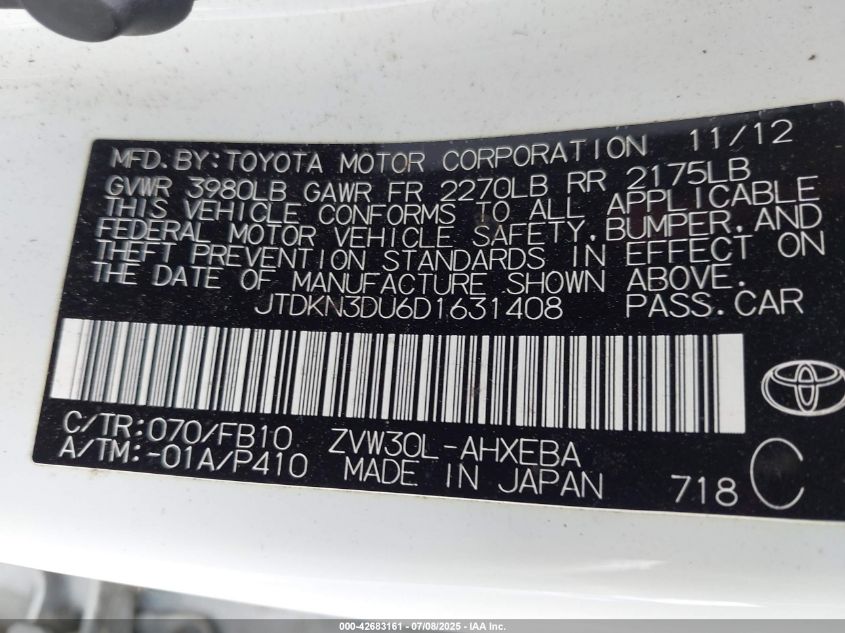 MFD.BY:TOYOTA MOTOR CORPORATION 11/12
GVWR 3980LB GAWR FR 2270LB RR 2175LB
THIS VEHICLE CONFORMS TO ALL APPLICABLE
FEDERAL MOTOR VEHICLE SAFETY,BUMPER,AND
THEFT PREVENTION STANDARDS IN EFFECT ON
THE DATE OF MANUFACTURE SHOWN ABOVE.
JTDKN3DU6D1631408 PASS.CAR
C/TR:070/FB10 ZVW30L-AHXEBA
A/TM:-01A/P410 MADE IN JAPAN 718 C
000-42683161 - 07/08/2025 - IAA Inc.